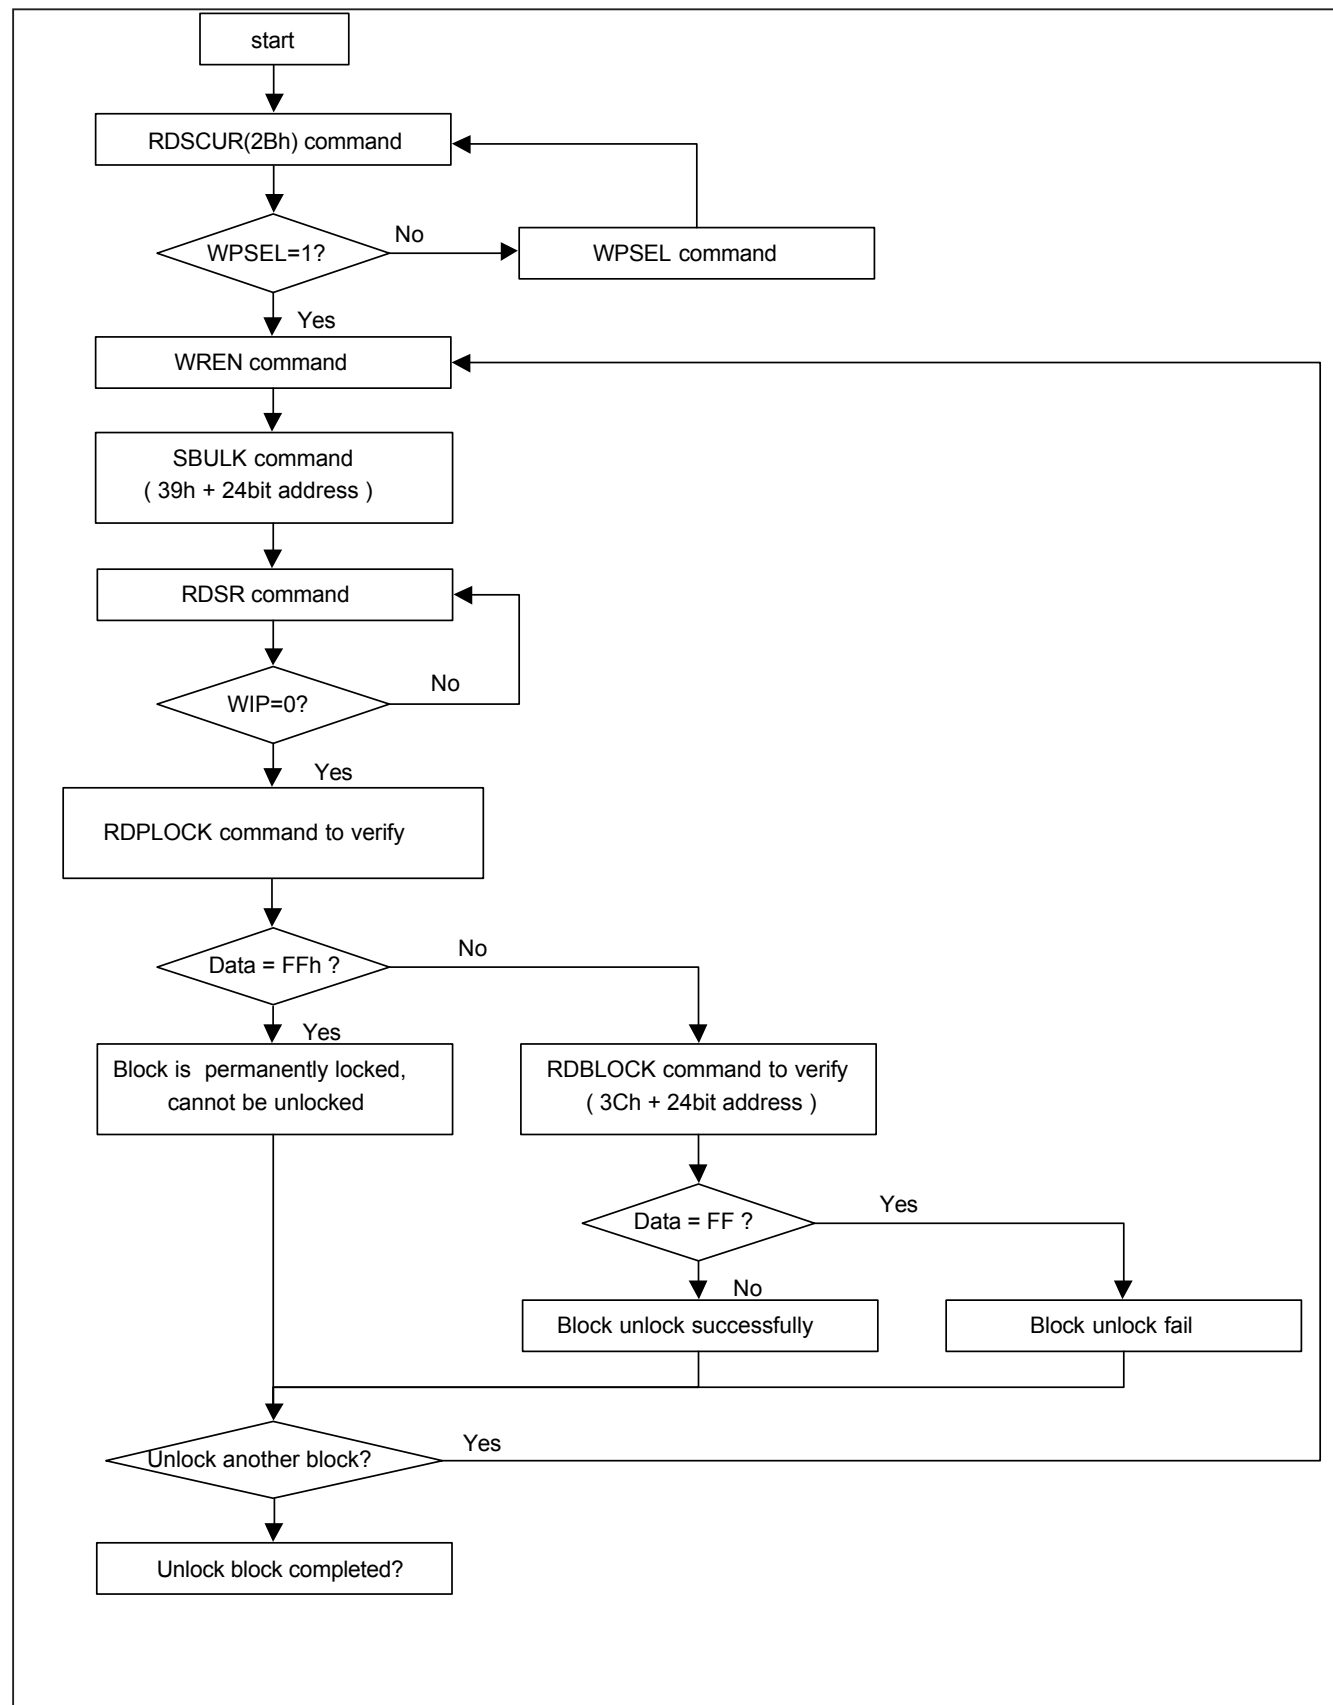 start
RDSCUR(2Bh) command
WPSEL=1?
No
WPSEL command
Yes
WREN command
SBULK command
( 39h + 24bit address )
RDSR command
WIP=0?
No
Yes
RDPLOCK command to verify
Data = FFh ?
No
Yes
Block is permanently locked,
cannot be unlocked
RDBLOCK command to verify
( 3Ch + 24bit address )
Data = FF ?
Yes
No
Block unlock successfully
Block unlock fail
Unlock another block?
Yes
Unlock block completed?